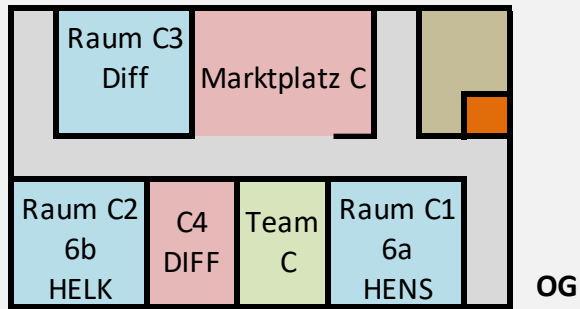 Raum C3
Diff
Marktplatz C
Raum C2
6b
HELK
C4
DIFF
Team
C
Raum C1
6a
HENS
OG